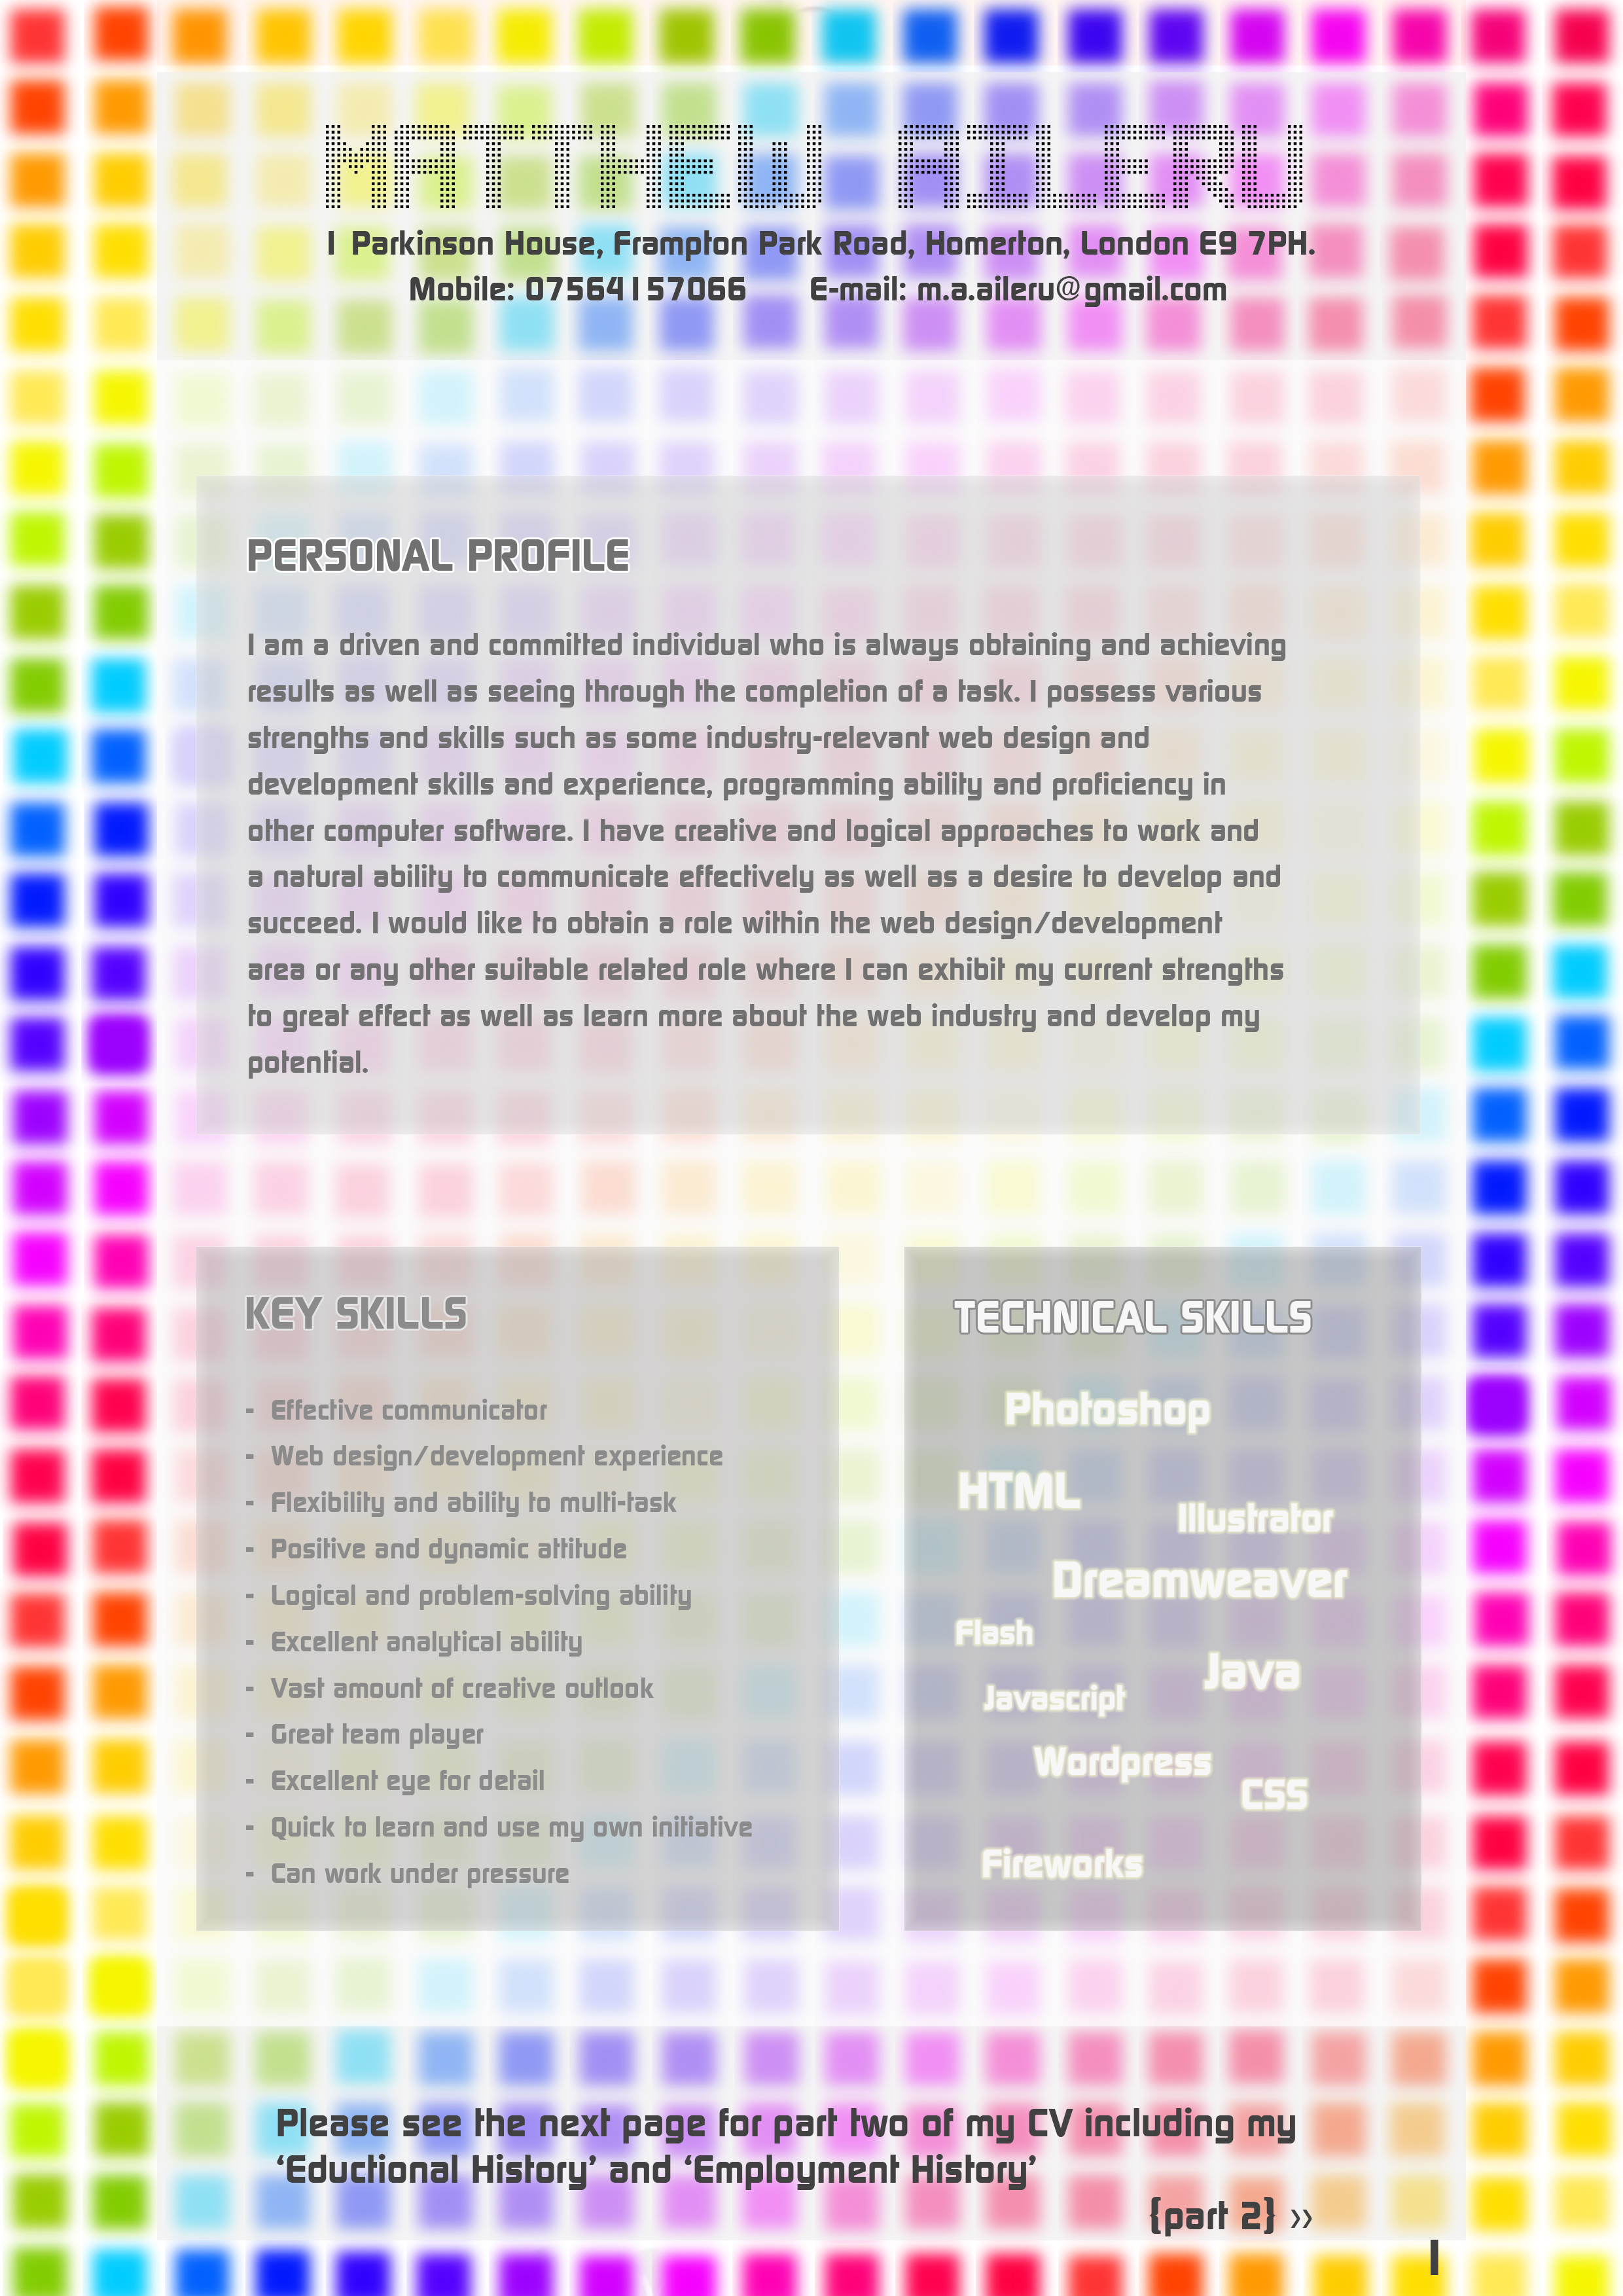 MATTHEW AILERU
1 Parkinson House, Frampton Park Road, Homerton, London E9 7PH.
Mobile: 07564157066 E-mail: m.a.aileru@gmail.com
PERSONAL PROFILE
I am a driven and committed individual who is always obtaining and achieving
results as well as seeing through the completion of a task. I possess various
strengths and skills such as some industry-relevant web design and
development skills and experience, programming ability and proficiency in
other computer software. I have creative and logical approaches to work and
a natural ability to communicate effectively as well as a desire to develop and
succeed. I would like to obtain a role within the web design/development
area or any other suitable related role where I can exhibit my current strengths
to great effect as well as learn more about the web industry and develop my
potential.
KEY SKILLS
- Effective communicator
- Web design/development experience
- Flexibility and ability to multi-task
- Positive and dynamic attitude
- Logical and problem-solving ability
- Excellent analytical ability
- Vast amount of creative outlook
- Great team player
- Excellent eye for detail
- Quick to learn and use my own initiative
- Can work under pressure
TECHNICAL SKILLS
Photoshop
HTML
Illustrator
Dreamweaver
Flash
Java
Javascript
Wordpress
CSS
Fireworks
Please see the next page for part two of my CV including my
‘Eductional History’ and ‘Employment History’
{part 2} ››
1